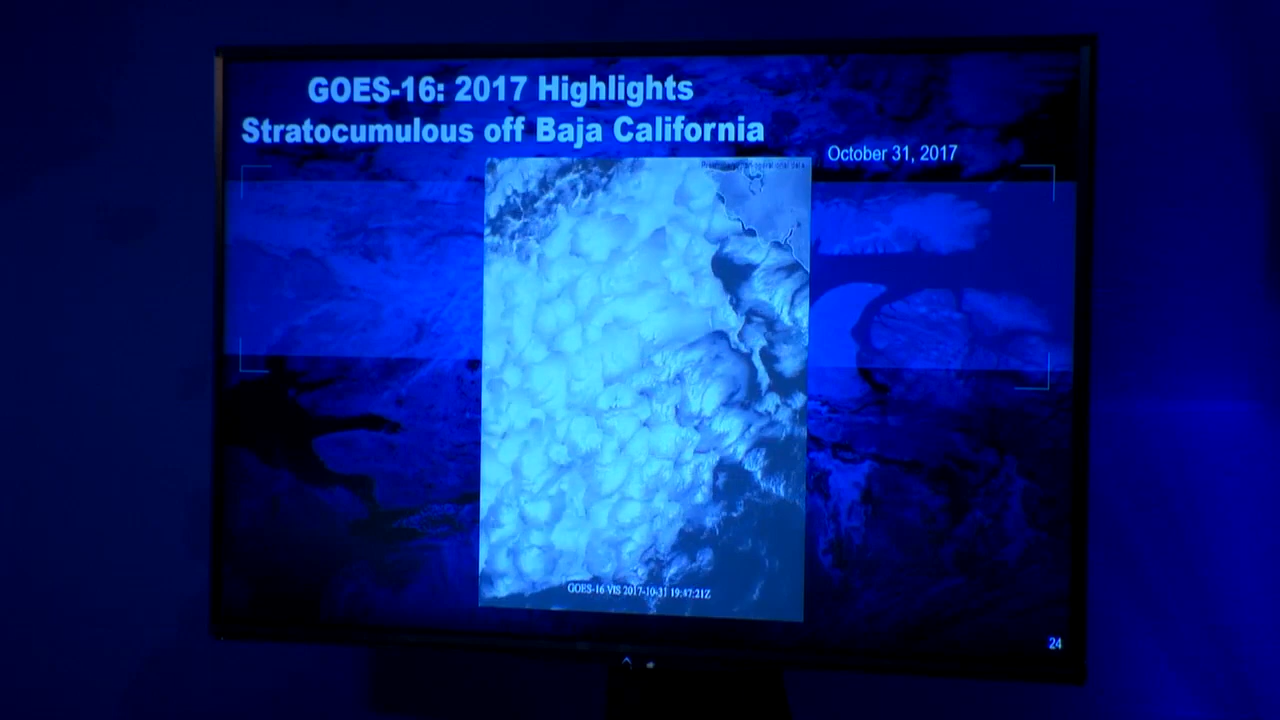 GOES-16: 2017 Highlights
Stratocumulous off Baja California
October 31, 2017
GOES-16 VIS 2017-10-31 19:47:21Z
24